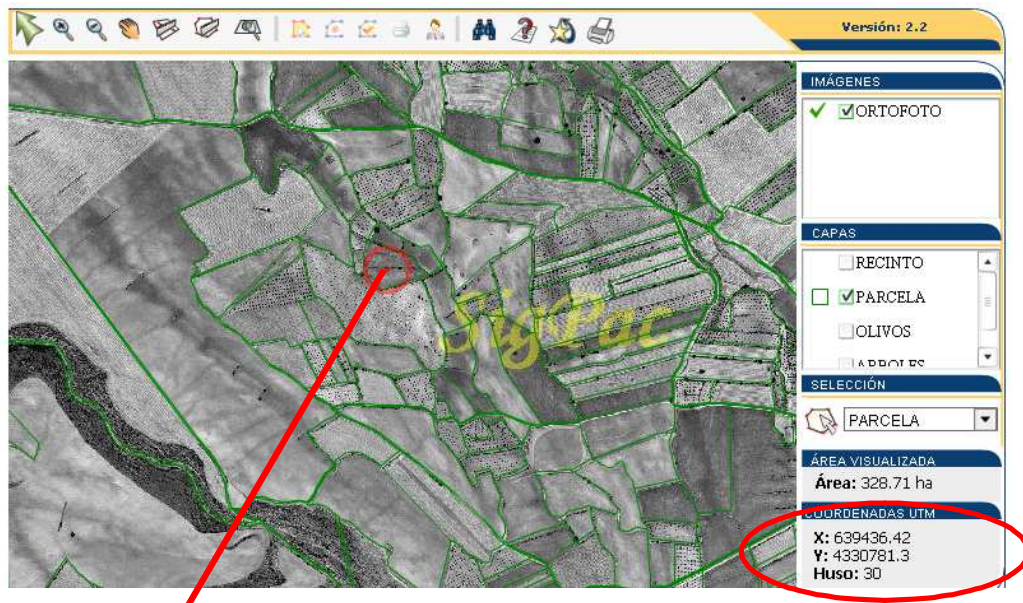 Versión: 2.2
IMÁGENES
ORTOFOTO
CAPAS
RECINTO
PARCELA
OLIVOS
ARBOLES
SigPac
SELECCIÓN
PARCELA
ÁREA VISUALIZADA
Área: 328.71 ha
COORDENADAS UTM
X: 639436.42
Y: 4330781.3
Huso: 30